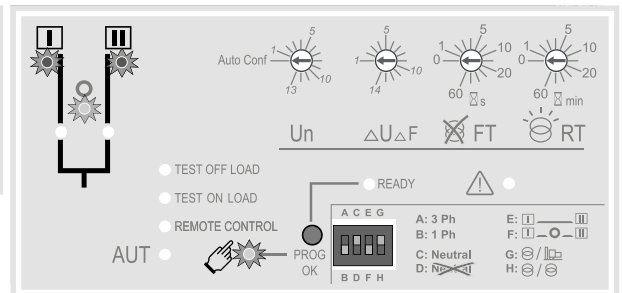 I II
5 5 5 5
Auto Conf 1 10 13
1 10 14
1 10 0 20 60 s
1 10 0 20 60 min
Un △U△F FT RT
TEST OFF LOAD
READY
TEST ON LOAD
REMOTE CONTROL
A C E G
A: 3 Ph
E: I II
B: 1 Ph
F: I O II
AUT
PROG
OK
C: Neutral
G: /
D: Neutral
H: /
B D F H